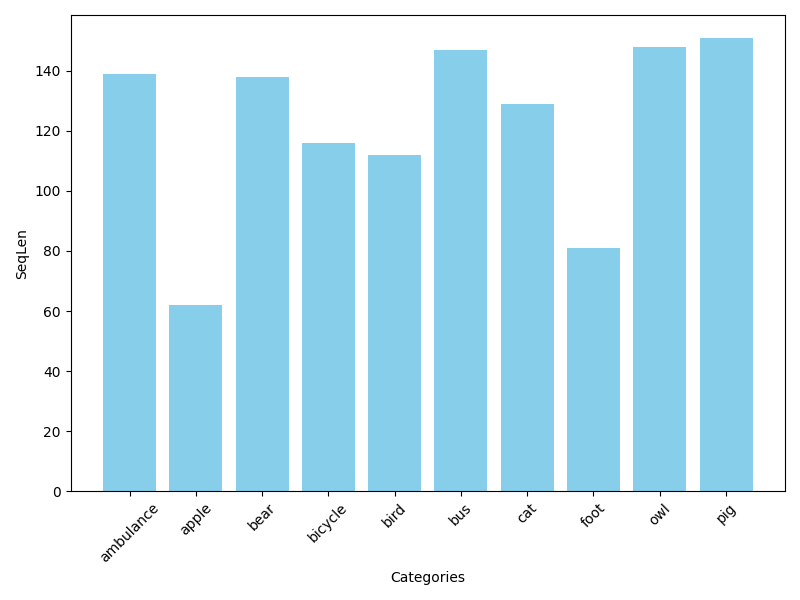 140
120
100
80
60
40
20
0
SeqLen
ambulance
apple
bear
bicycle
bird
bus
cat
foot
owl
pig
Categories